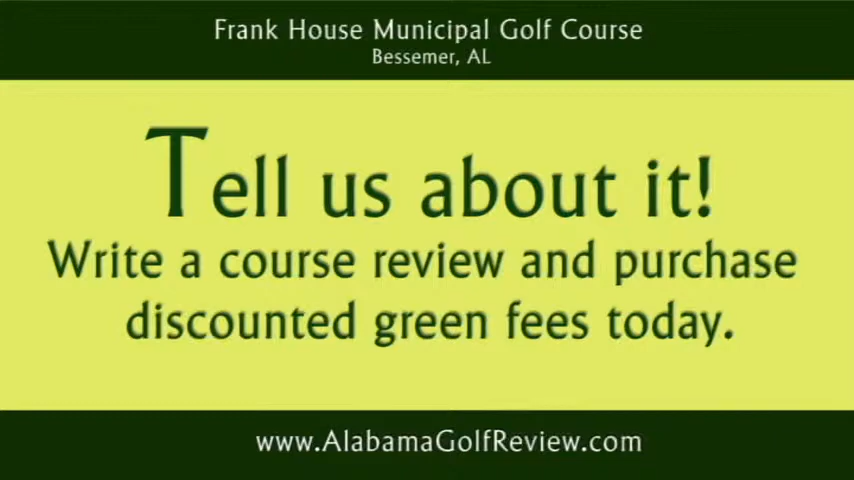 Frank House Municipal Golf Course
Bessemer, AL
Tell us about it!
Write a course review and purchase
discounted green fees today.
www.AlabamaGolfReview.com